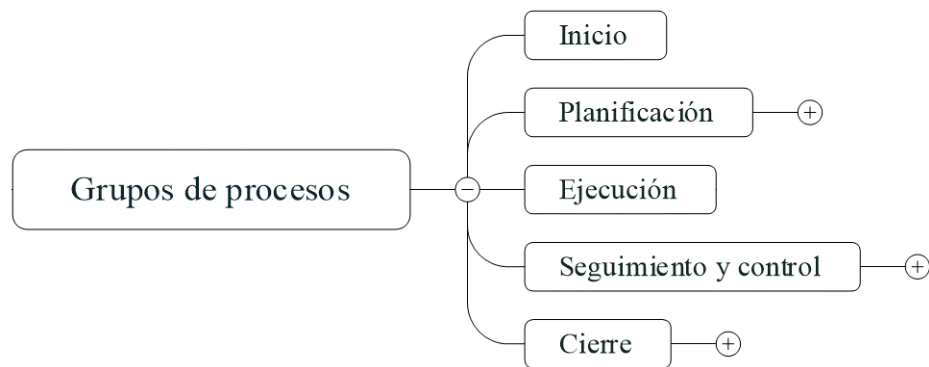 Inicio
Planificación
Grupos de procesos
Ejecución
Seguimiento y control
Cierre